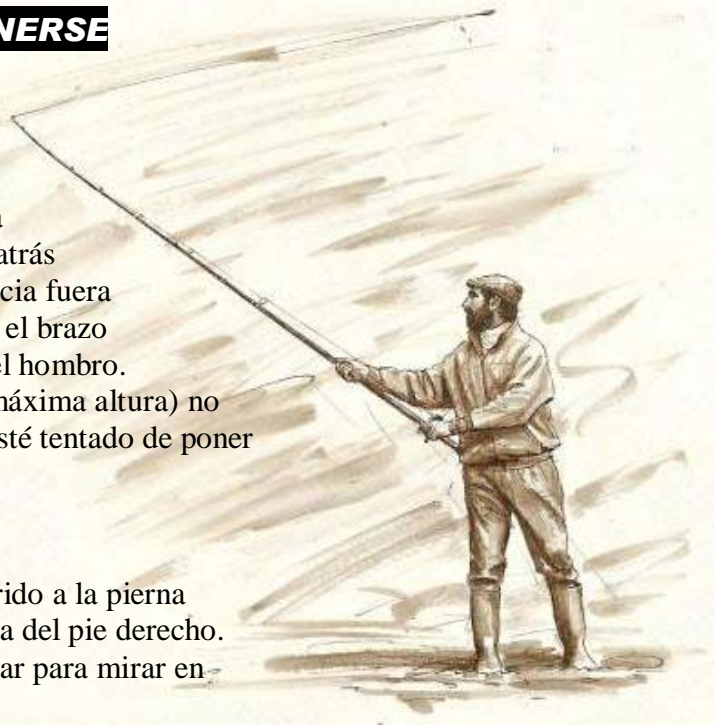 NERSE
atrás
cia fuera
el brazo
el hombro.
máxima altura) no
sté tentado de poner
rido a la pierna
a del pie derecho.
ar para mirar en